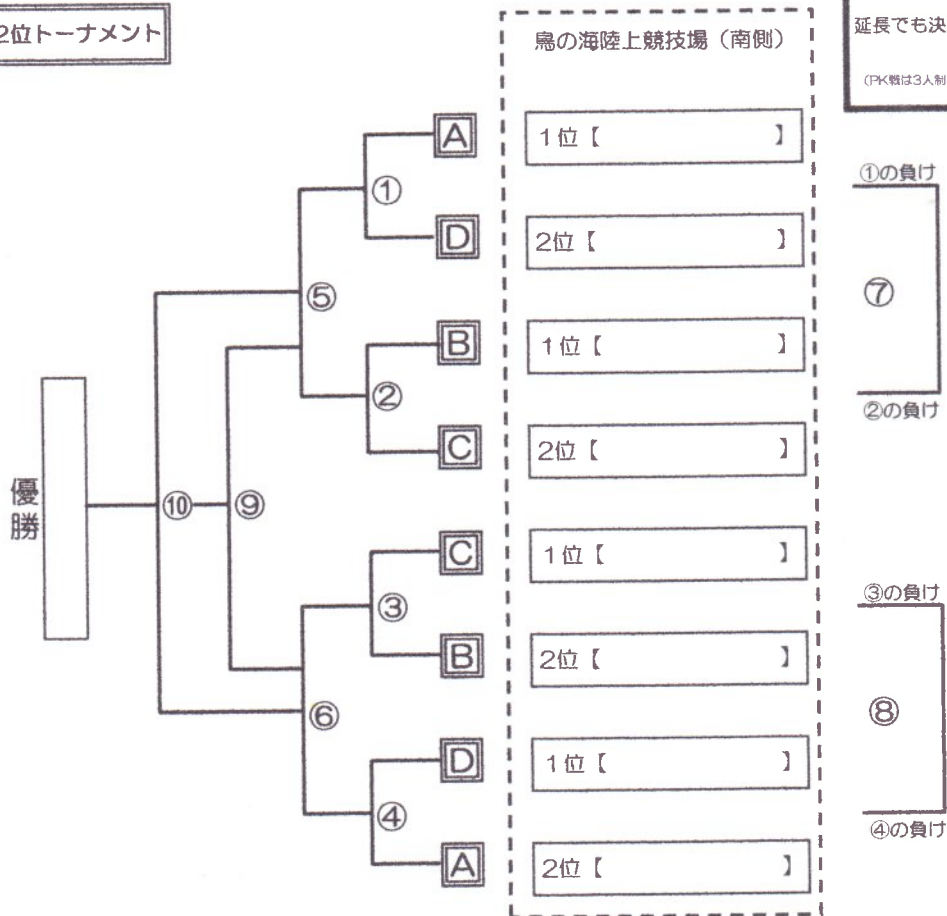 2位トーナメント
鳥の海陸上競技場（南側）
延長でも決
（PK戦は3人制
A
1位【　　　】
①の負け
①
D
2位【　　　】
⑤
⑦
B
1位【　　　】
②
②の負け
C
2位【　　　】
優勝
⑩
⑨
C
1位【　　　】
③の負け
③
B
2位【　　　】
⑥
⑧
D
1位【　　　】
④
④の負け
A
2位【　　　】